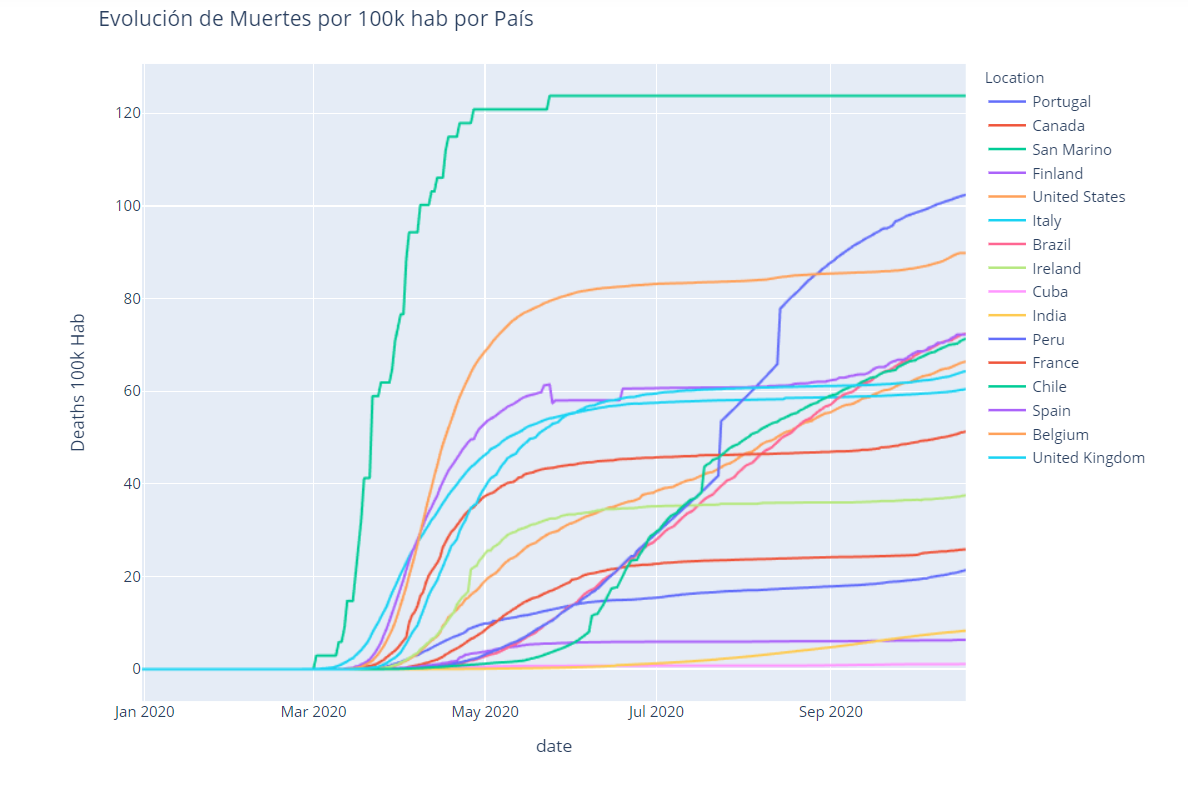 Evolución de Muertes por 100k hab por País
Location
Portugal
Canada
San Marino
Finland
United States
Italy
Brazil
Ireland
Cuba
India
Peru
France
Chile
Spain
Belgium
United Kingdom
Deaths 100k Hab
120
100
80
60
40
20
0
Jan 2020
Mar 2020
May 2020
Jul 2020
Sep 2020
date